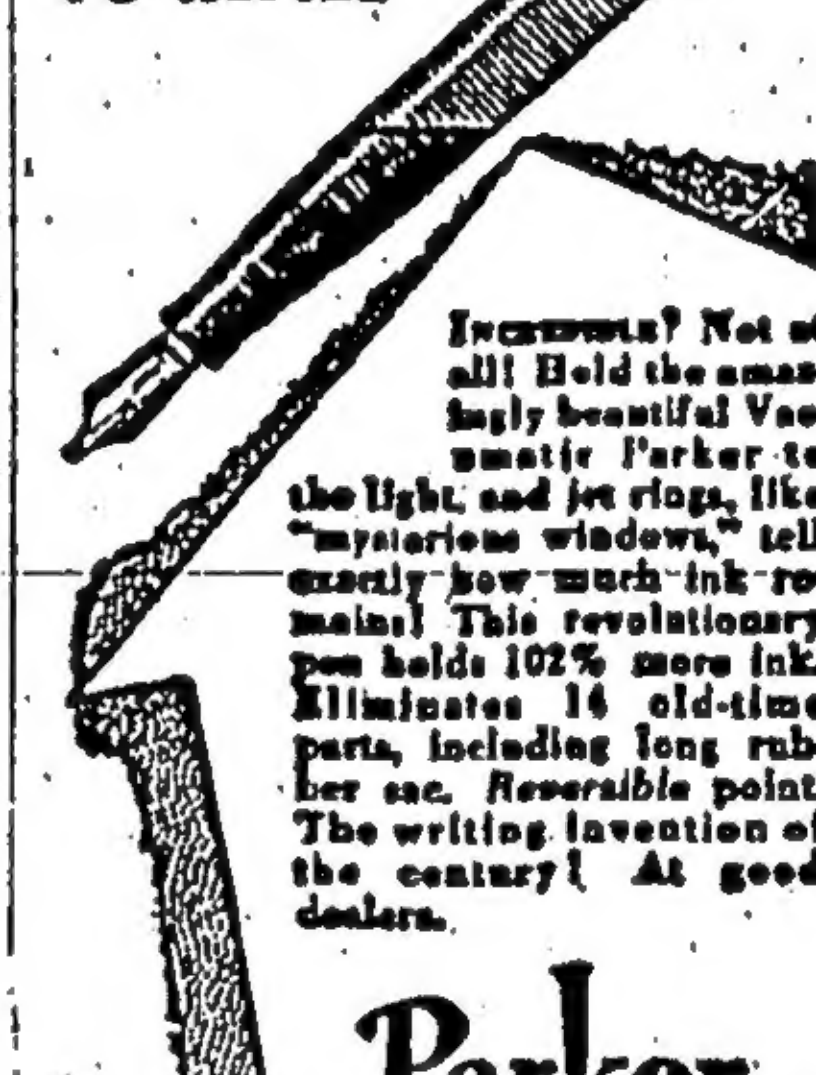 Not
all! Hold the amaz-
ingly beautiful Vac-
umatic Parker to
the light, and jet rings, like
"mysterious windows," tell
exactly how much ink re-
mains! This revolutionary
pen holds 102% more ink.
Eliminates 14 old-time
parts, including long rub-
ber sac. Reversible point.
The writing invention of
the century! At good
dealers.
Parker